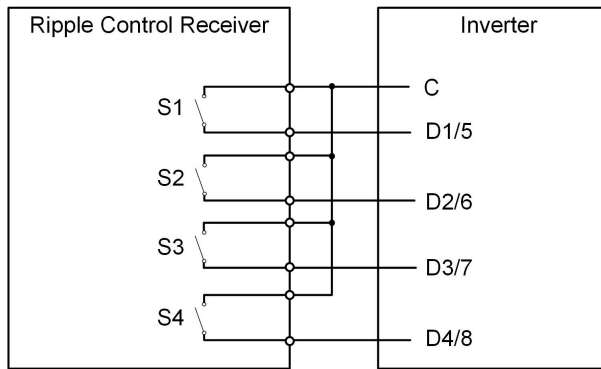 Ripple Control Receiver
Inverter
C
S1
D1/5
S2
D2/6
S3
D3/7
S4
D4/8